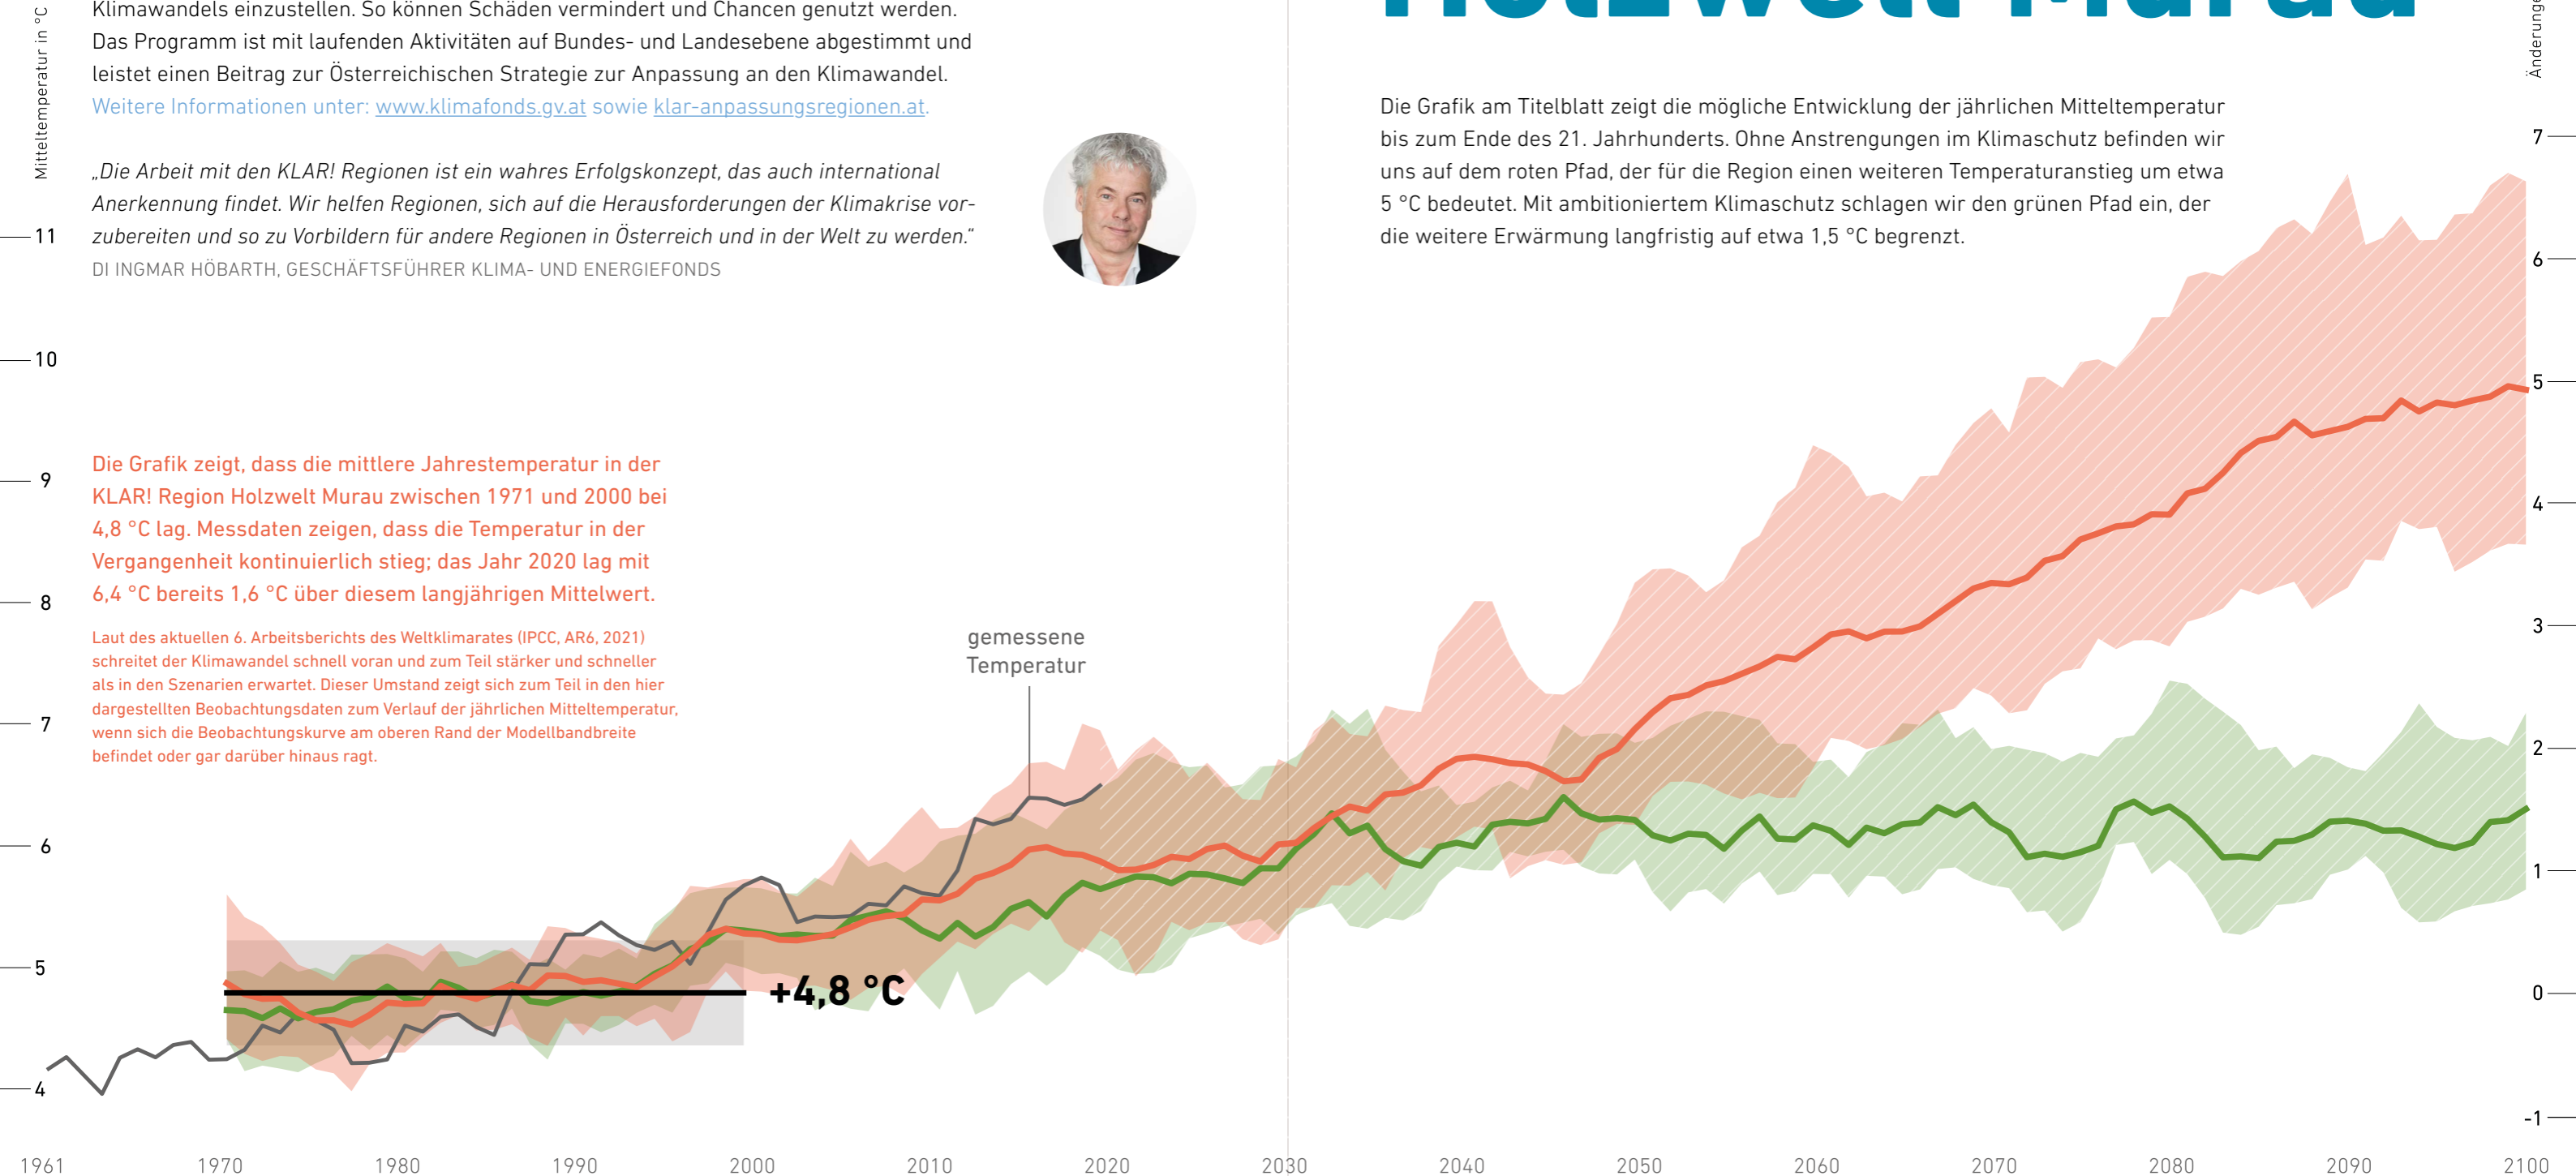 Klimawandels einzustellen. So können Schäden vermindert und Chancen genutzt werden.
Das Programm ist mit laufenden Aktivitäten auf Bundes- und Landesebene abgestimmt und
leistet einen Beitrag zur Österreichischen Strategie zur Anpassung an den Klimawandel.
Weitere Informationen unter: www.klimafonds.gv.at sowie klar-anpassungsregionen.at.
„Die Arbeit mit den KLAR! Regionen ist ein wahres Erfolgskonzept, das auch international
Anerkennung findet. Wir helfen Regionen, sich auf die Herausforderungen der Klimakrise vor-
zubereiten und so zu Vorbildern für andere Regionen in Österreich und in der Welt zu werden.“
DI INGMAR HÖBARTH, GESCHÄFTSFÜHRER KLIMA- UND ENERGIEFONDS
Holzwelt Murau
Die Grafik am Titelblatt zeigt die mögliche Entwicklung der jährlichen Mitteltemperatur
bis zum Ende des 21. Jahrhunderts. Ohne Anstrengungen im Klimaschutz befinden wir
uns auf dem roten Pfad, der für die Region einen weiteren Temperaturanstieg um etwa
5 °C bedeutet. Mit ambitioniertem Klimaschutz schlagen wir den grünen Pfad ein, der
die weitere Erwärmung langfristig auf etwa 1,5 °C begrenzt.
Die Grafik zeigt, dass die mittlere Jahrestemperatur in der
KLAR! Region Holzwelt Murau zwischen 1971 und 2000 bei
4,8 °C lag. Messdaten zeigen, dass die Temperatur in der
Vergangenheit kontinuierlich stieg; das Jahr 2020 lag mit
6,4 °C bereits 1,6 °C über diesem langjährigen Mittelwert.
Laut des aktuellen 6. Arbeitsberichts des Weltklimarates (IPCC, AR6, 2021)
schreitet der Klimawandel schnell voran und zum Teil stärker und schneller
als in den Szenarien erwartet. Dieser Umstand zeigt sich zum Teil in den hier
dargestellten Beobachtungsdaten zum Verlauf der jährlichen Mitteltemperatur,
wenn sich die Beobachtungskurve am oberen Rand der Modellbandbreite
befindet oder gar darüber hinaus ragt.
gemessene
Temperatur
+4,8 °C
Mitteltemperatur in °C
11
10
9
8
7
6
5
4
7
6
5
4
3
2
1
0
-1
1961 1970 1980 1990 2000 2010 2020 2030 2040 2050 2060 2070 2080 2090 2100